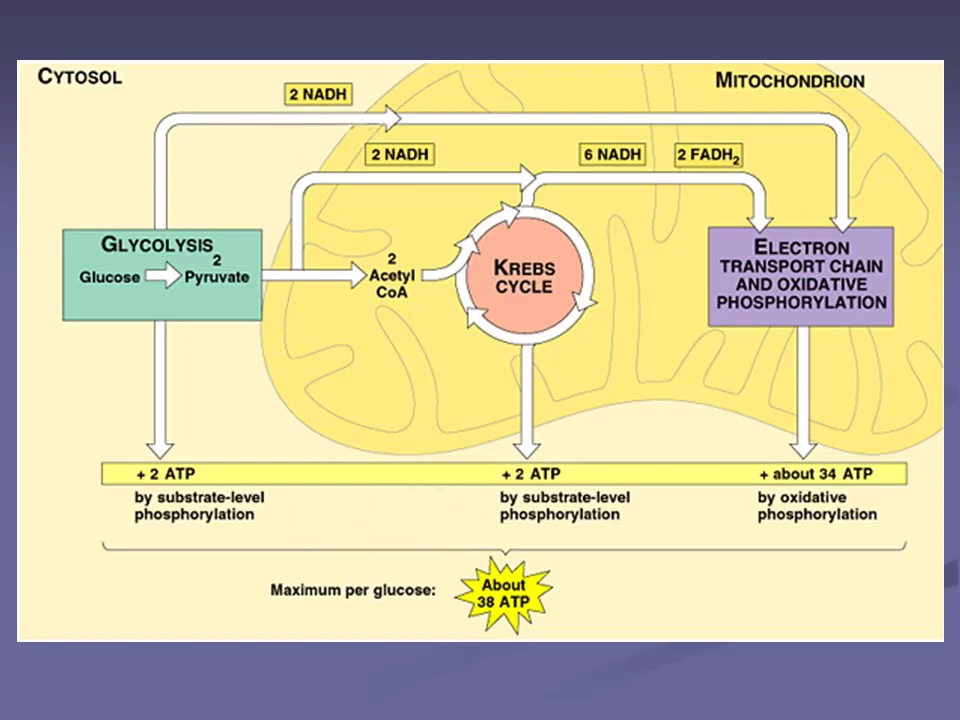 CYTOSOL
MITOCHONDRION
2 NADH
2 NADH
6 NADH
2 FADH₂
GLYCOLYSIS
2
Glucose
Pyruvate
2
Acetyl
CoA
KREBS
CYCLE
ELECTRON
TRANSPORT CHAIN
AND OXIDATIVE
PHOSPHORYLATION
+ 2 ATP
by substrate-level
phosphorylation
+ 2 ATP
by substrate-level
phosphorylation
+ about 34 ATP
by oxidative
phosphorylation
Maximum per glucose:
About
38 ATP